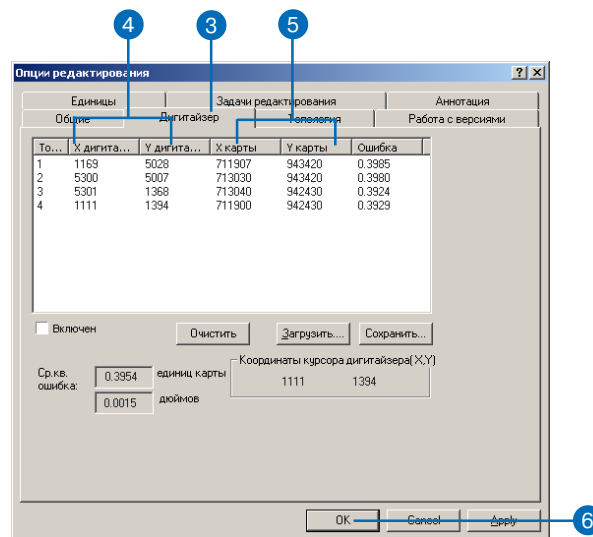 4 3 5
Опции редактирования ? X
Единицы Задачи редактирования Аннотация
Общие Дигитайзер Топология Работа с версиями
То... X дигита... Y дигита... X карты Y карты Ошибка
1 1169 5028 711907 943420 0.3985
2 5300 5007 713030 943420 0.3980
3 5301 1368 713040 942430 0.3924
4 1111 1394 711900 942430 0.3929
Включен Очистить Загрузить.... Сохранить...
Координаты курсора дигитайзера(X,Y)
Ср.кв. ошибка: 0.3954 единиц карты 1111 1394
0.0015 дюймов
OK Cancel Apply 6